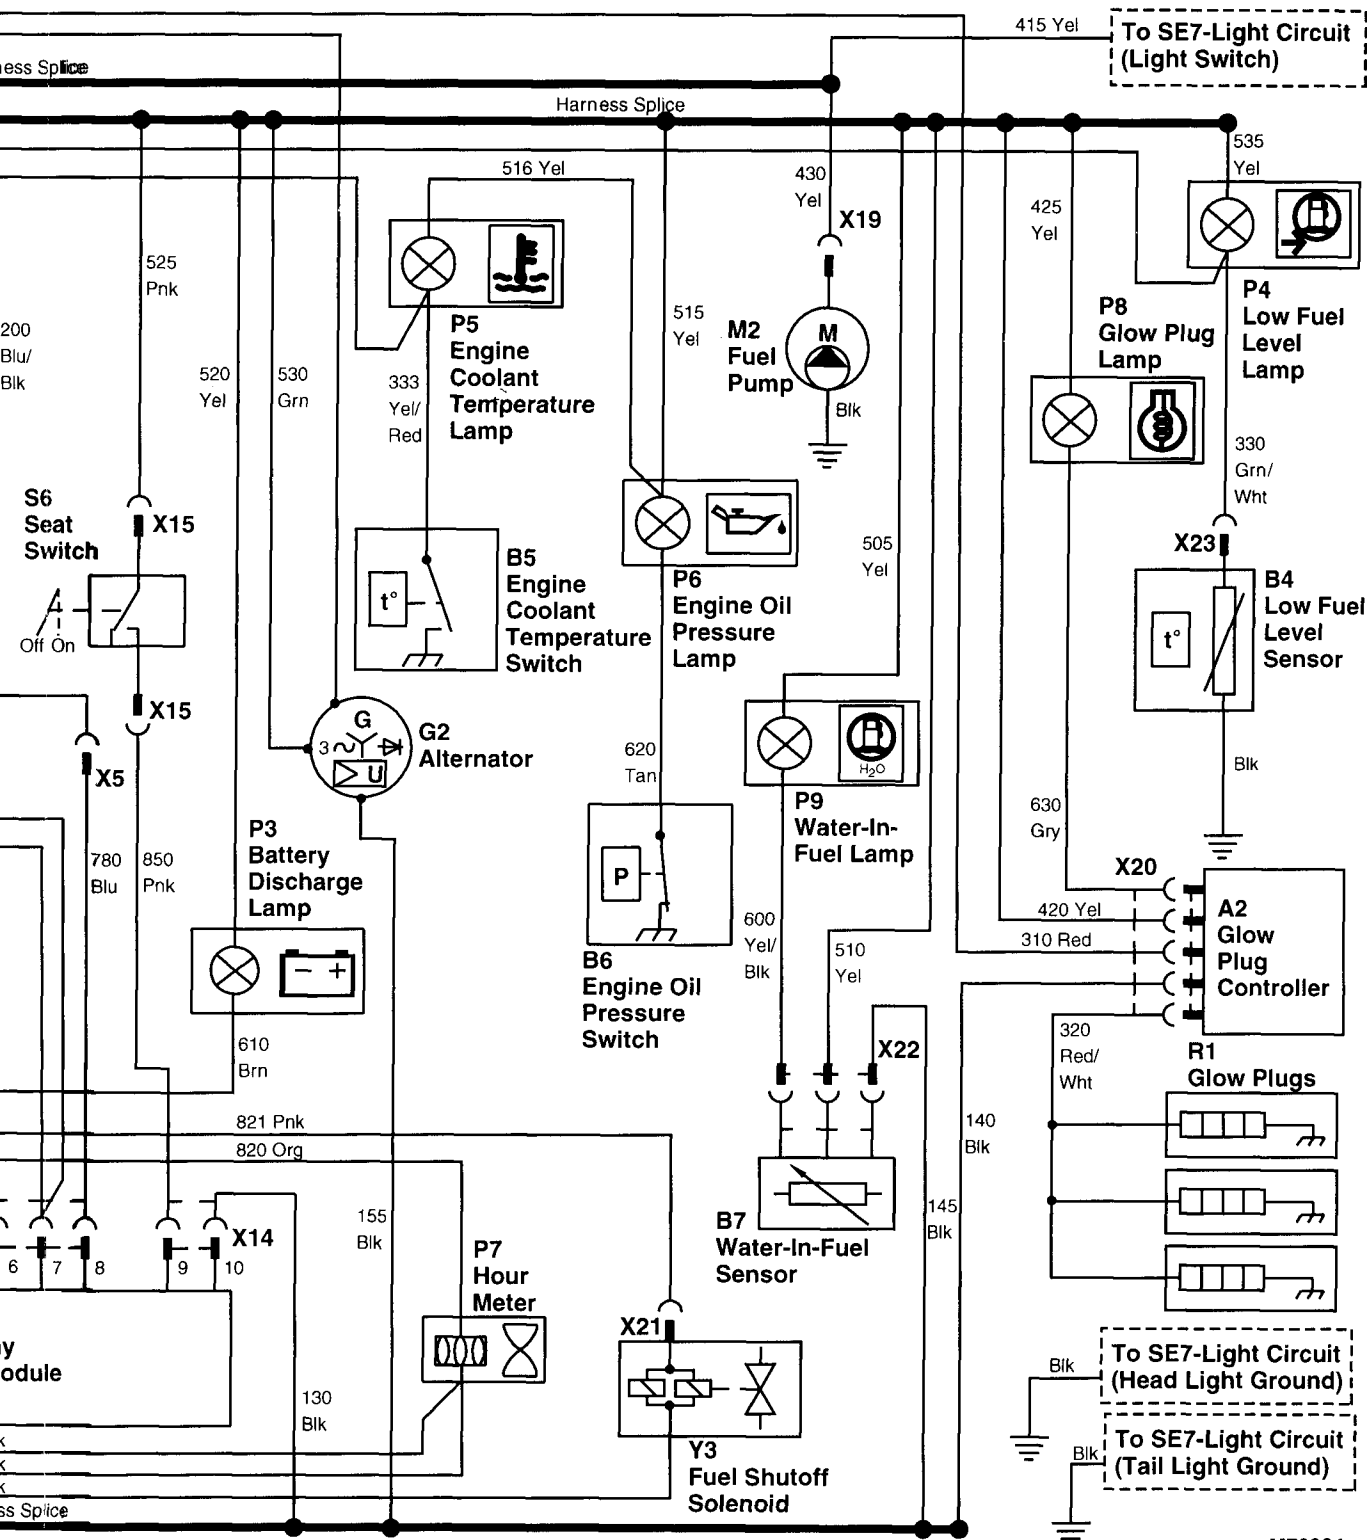 415 Yel
To SE7-Light Circuit
(Light Switch)
ess Splice
Harness Splice
535
Yel
516 Yel
430
Yel
425
Yel
X19
525
Pnk
200
Blu/
Blk
520
Yel
530
Grn
P5
Engine
Coolant
Temperature
Lamp
333
Yel/
Red
515
Yel
M2
Fuel
Pump
M
Blk
P8
Glow Plug
Lamp
P4
Low Fuel
Level
Lamp
330
Grn/
Wht
S6
Seat
Switch
X15
Off On
X15
X5
B5
Engine
Coolant
Temperature
Switch
t°
P6
Engine Oil
Pressure
Lamp
505
Yel
X23
B4
Low Fuel
Level
Sensor
t°
Blk
G
3
U
G2
Alternator
620
Tan
H2O
P9
Water-In-
Fuel Lamp
630
Gry
P3
Battery
Discharge
Lamp
- +
780
Blu
850
Pnk
P
B6
Engine Oil
Pressure
Switch
600
Yel/
Blk
510
Yel
X20
420 Yel
310 Red
A2
Glow
Plug
Controller
610
Brn
X22
320
Red/
Wht
R1
Glow Plugs
821 Pnk
820 Org
140
Blk
145
Blk
155
Blk
X14
6
7
8
9
10
B7
Water-In-Fuel
Sensor
P7
Hour
Meter
X21
y
odule
130
Blk
Y3
Fuel Shutoff
Solenoid
Blk
To SE7-Light Circuit
(Head Light Ground)
Blk
To SE7-Light Circuit
(Tail Light Ground)
k
k
k
ss Splice